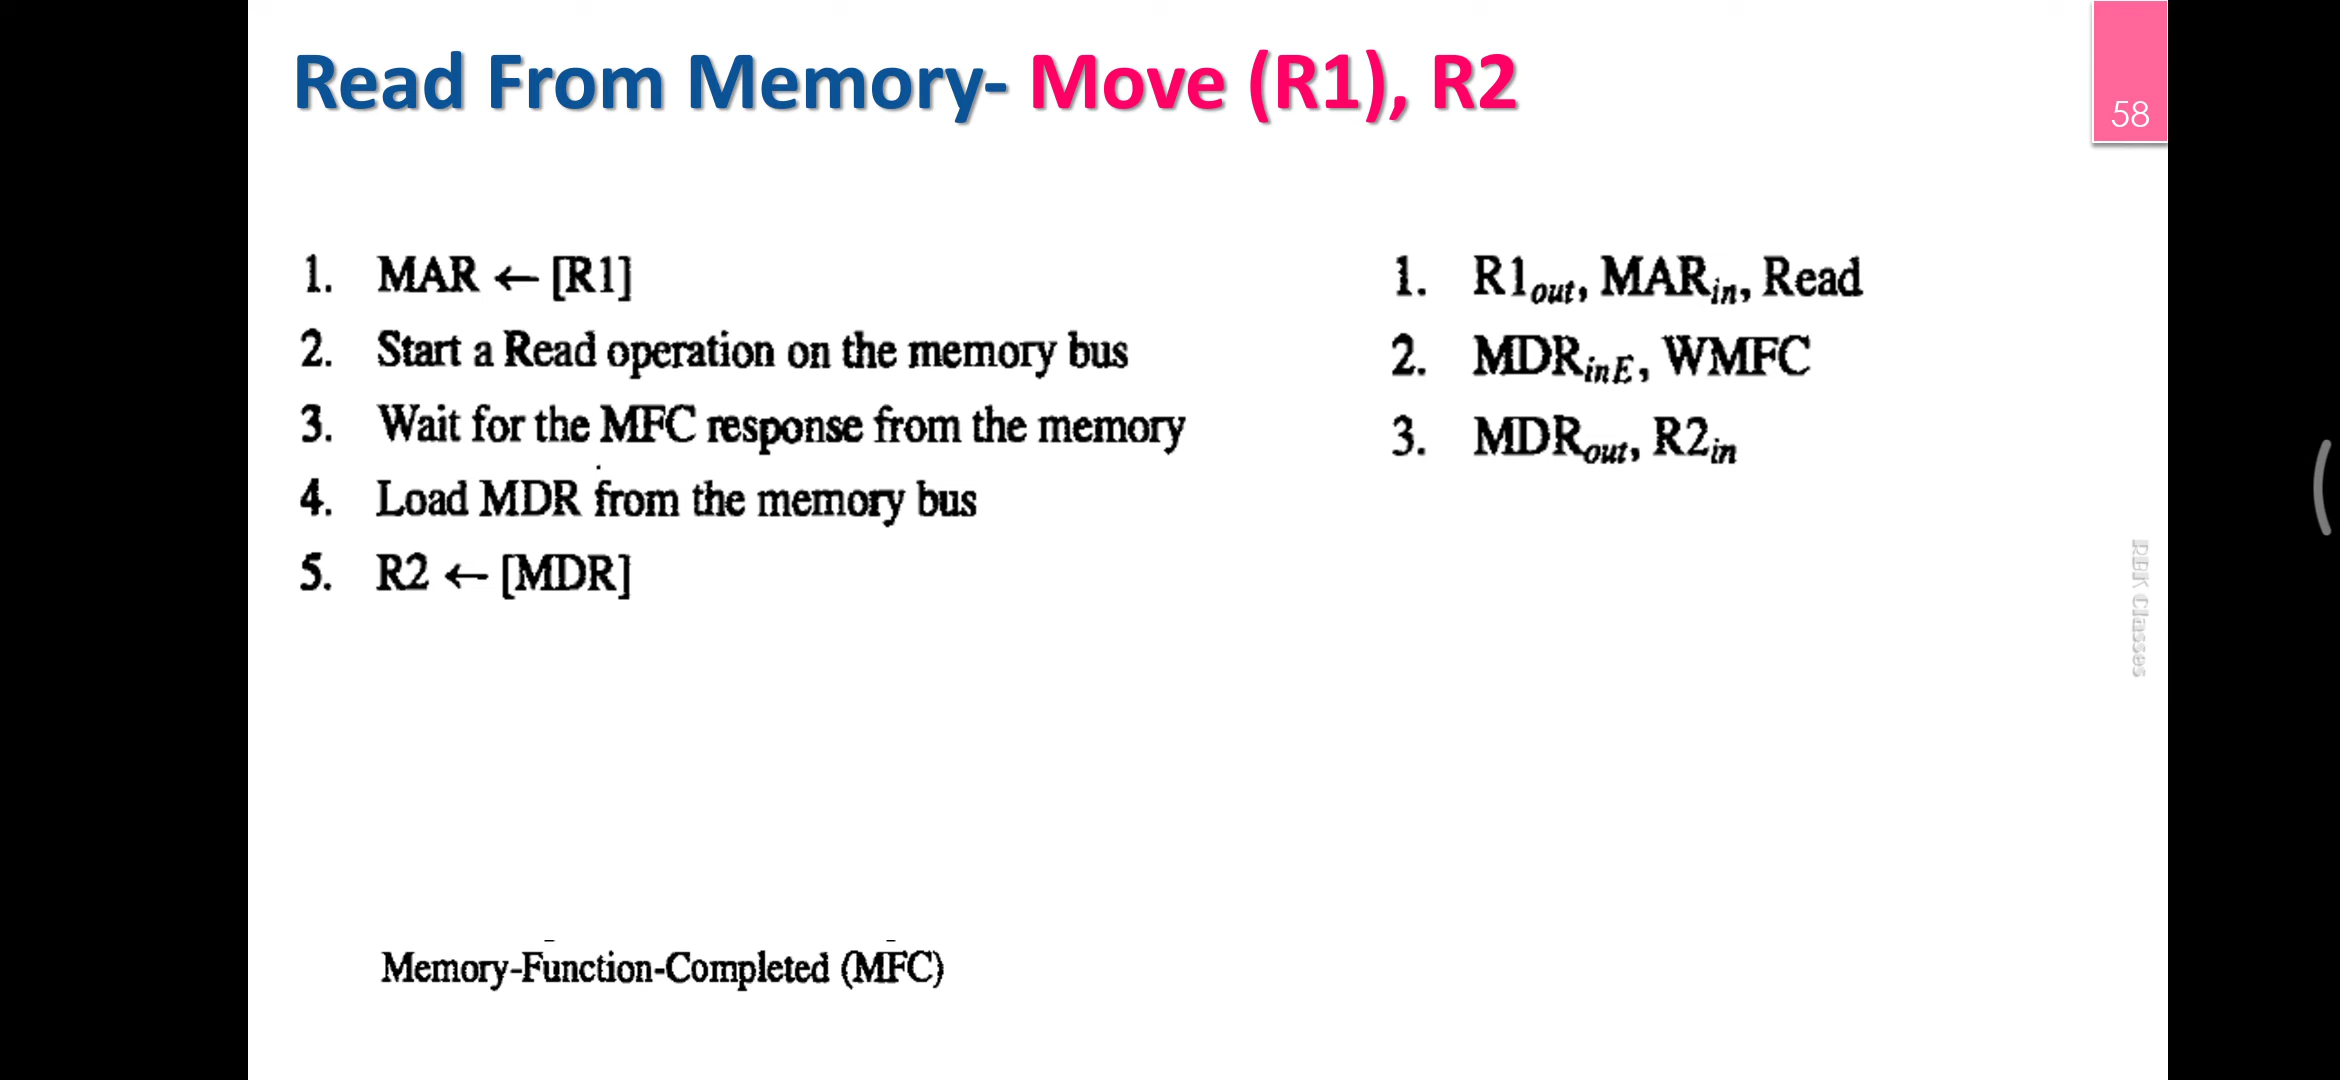 Read From Memory- Move (R1), R2
58
1. MAR ← [R1]
2. Start a Read operation on the memory bus
3. Wait for the MFC response from the memory
4. Load MDR from the memory bus
5. R2 ← [MDR]
1. R1out, MARin, Read
2. MDRinE, WMFC
3. MDRout, R2in
RBK Classes
Memory-Function-Completed (MFC)